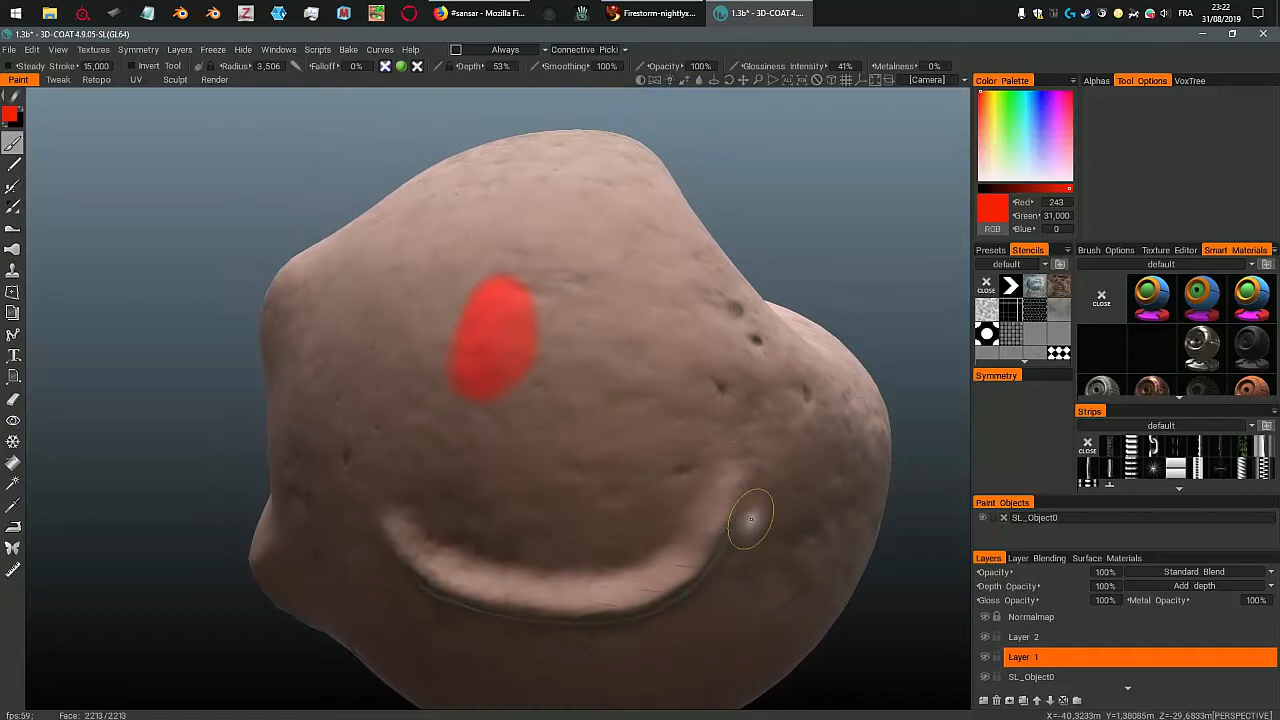 #sansar - Mozilla Fi...
Firestorm-nightlyx...
1.3b* - 3D-COAT 4....
FRA
23:22
31/08/2019
1.3b* - 3D-COAT 4.9.05-SL(GL64)
File Edit View Textures Symmetry Layers Freeze Hide Windows Scripts Bake Curves Help Always Connective Picki
Steady Stroke 15,000 Invert Tool Radius 3,506 Falloff 0% Depth 53% Smoothing 100% Opacity 100% Glossiness Intensity 41% Metalness 0%
Paint Tweak Retopo UV Sculpt Render [Camera]
Color Palette Alphas Tool Options VoxTree
Red 243
Green 31,000
RGB Blue 0
Presets Stencils Brush Options Texture Editor Smart Materials
default default
CLOSE CLOSE
Symmetry
Strips
default
CLOSE
Paint Objects
SL_Object0
Layers Layer Blending Surface Materials
Opacity 100% Standard Blend
Depth Opacity 100% Add depth
Gloss Opacity 100% Metal Opacity 100%
Normalmap
Layer 2
Layer 1
SL_Object0
fps:59; Face: 2213/2213 X=-40,3233m Y=1,38085m Z=-29,6833m[PERSPECTIVE]